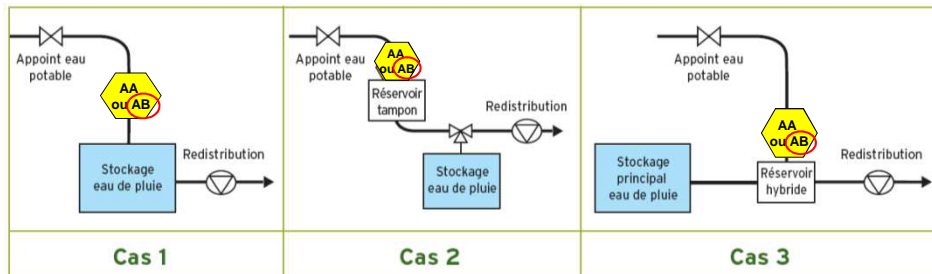 Appoint eau
potable
AA
ou AB
Stockage
eau de pluie
Redistribution
Cas 1
Appoint eau
potable
AA
ou AB
Réservoir
tampon
Redistribution
Stockage
eau de pluie
Cas 2
Appoint eau
potable
AA
ou AB
Stockage
principal
eau de pluie
Réservoir
hybride
Redistribution
Cas 3